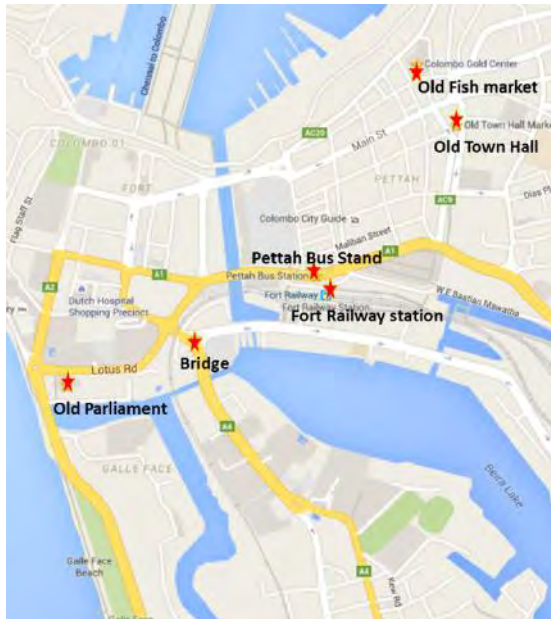 Chennai to Colombo
Colombo Gold Center
Old Fish market
AC20
Main St
Old Town Hall Marke
Old Town Hall
COLOMBO 01
FORT
PETTAH
AC9
Dias Pl
Flag Staff St
Colombo City Guide
Maliban Street
A1
Pettah Bus Stand
A1
Pettah Bus Station
A2
Fort Railway
W E Bastian Mawatha
Dutch Hospital
Shopping Precinct
Fort Railway Station
Fort Railway station
Lotus Rd
Bridge
Old Parliament
A4
GALLE FACE
Beira Lake
Galle Face
Beach
A4
Kew Rd